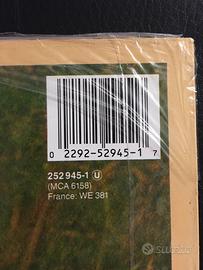 0 2292-52945-1 7
252 945-1 Ⓤ
(MCA 6158)
France: WE 381
subito